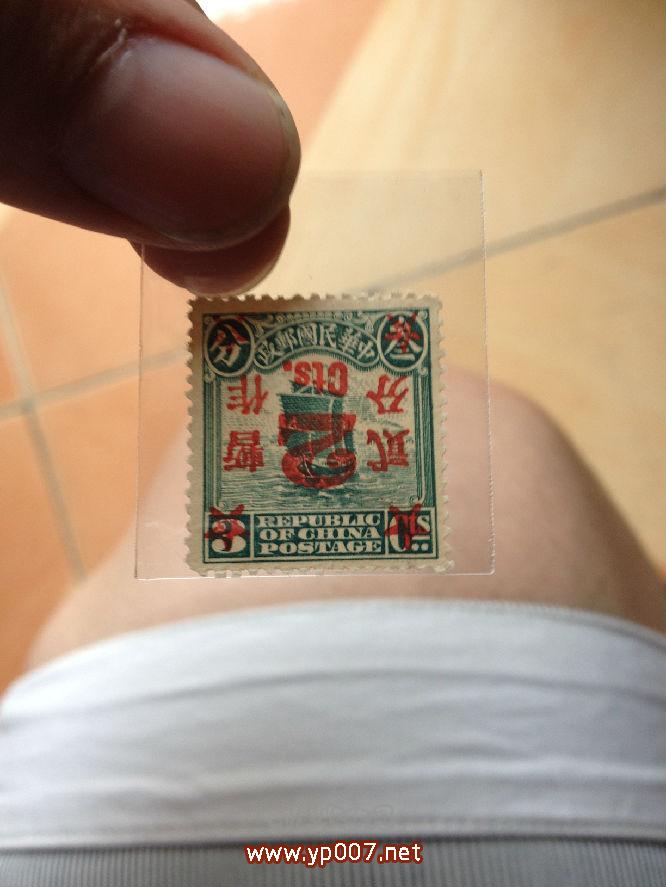 中華民國郵政
叁
分
暫作
貳分
2
Cts.
3
REPUBLIC
OF CHINA
POSTAGE
Cts
www.yp007.net